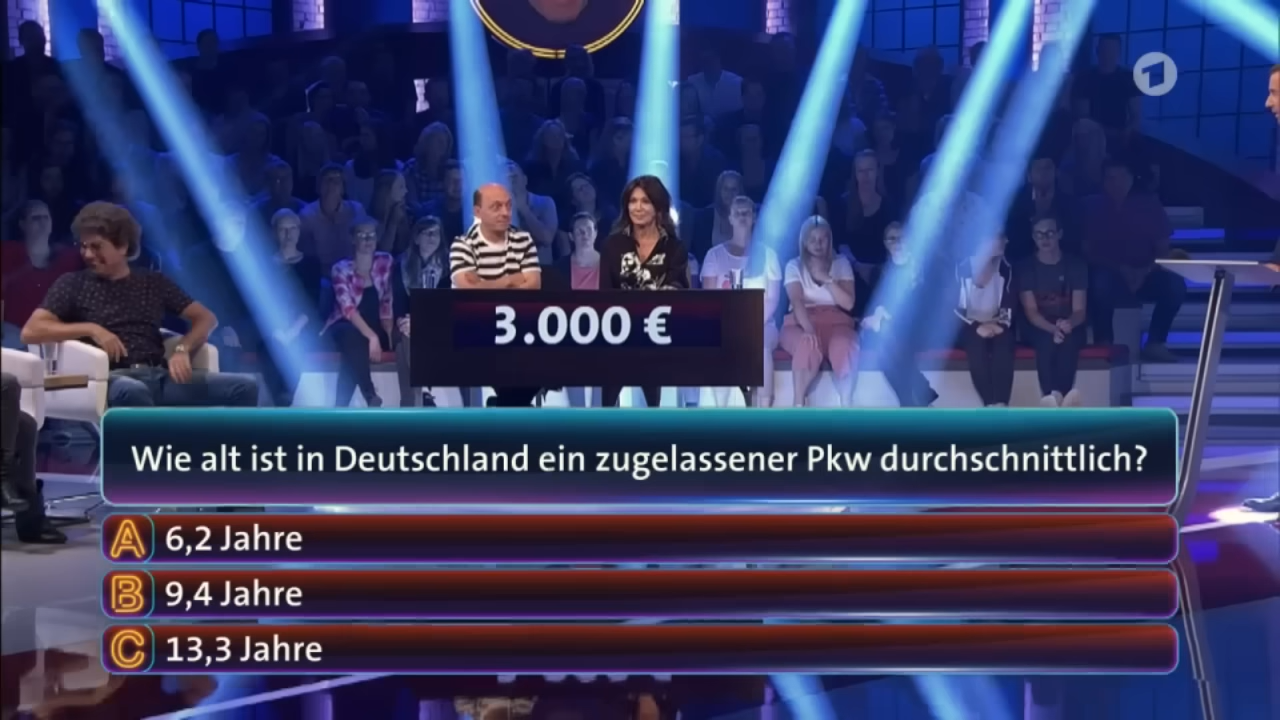 1
3.000 €
Wie alt ist in Deutschland ein zugelassener Pkw durchschnittlich?
A 6,2 Jahre
B 9,4 Jahre
C 13,3 Jahre